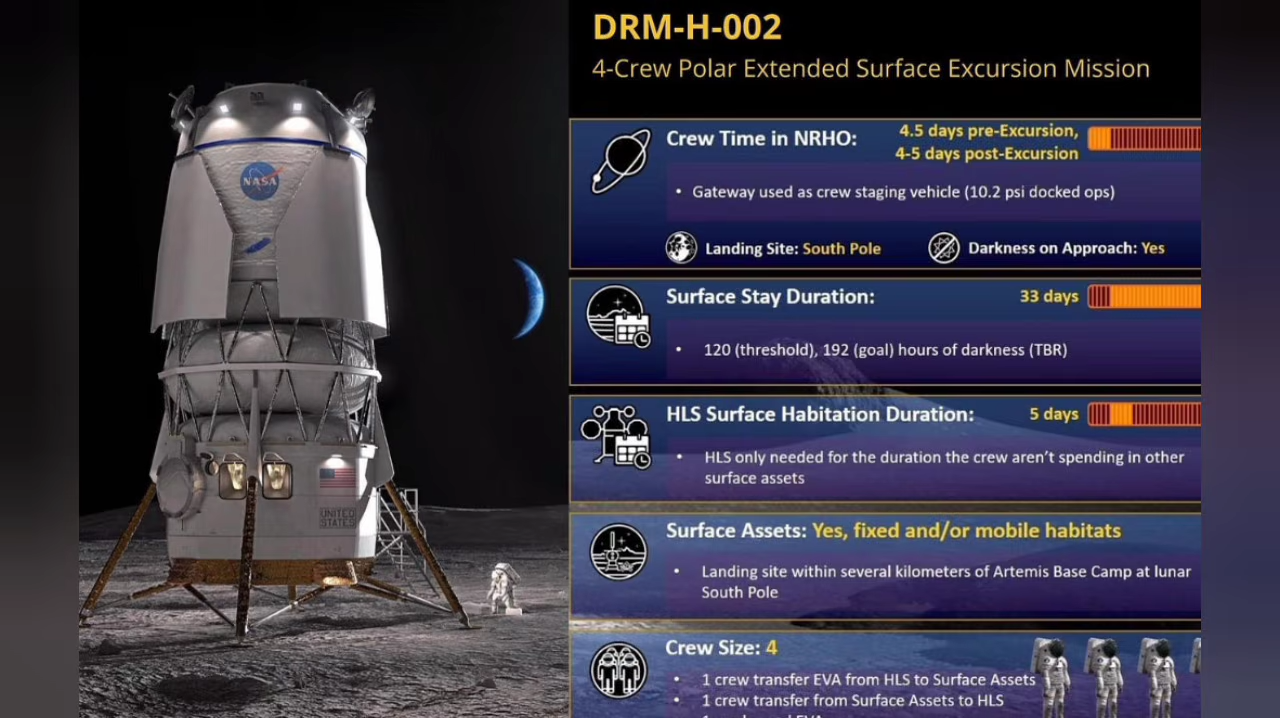 DRM-H-002
4-Crew Polar Extended Surface Excursion Mission
Crew Time in NRHO:
4.5 days pre-Excursion,
4-5 days post-Excursion
• Gateway used as crew staging vehicle (10.2 psi docked ops)
Landing Site: South Pole
Darkness on Approach: Yes
Surface Stay Duration:
33 days
• 120 (threshold), 192 (goal) hours of darkness (TBR)
HLS Surface Habitation Duration:
5 days
• HLS only needed for the duration the crew aren't spending in other
surface assets
Surface Assets: Yes, fixed and/or mobile habitats
• Landing site within several kilometers of Artemis Base Camp at lunar
South Pole
Crew Size: 4
• 1 crew transfer EVA from HLS to Surface Assets
• 1 crew transfer from Surface Assets to HLS
NASA
UNITED
STATES